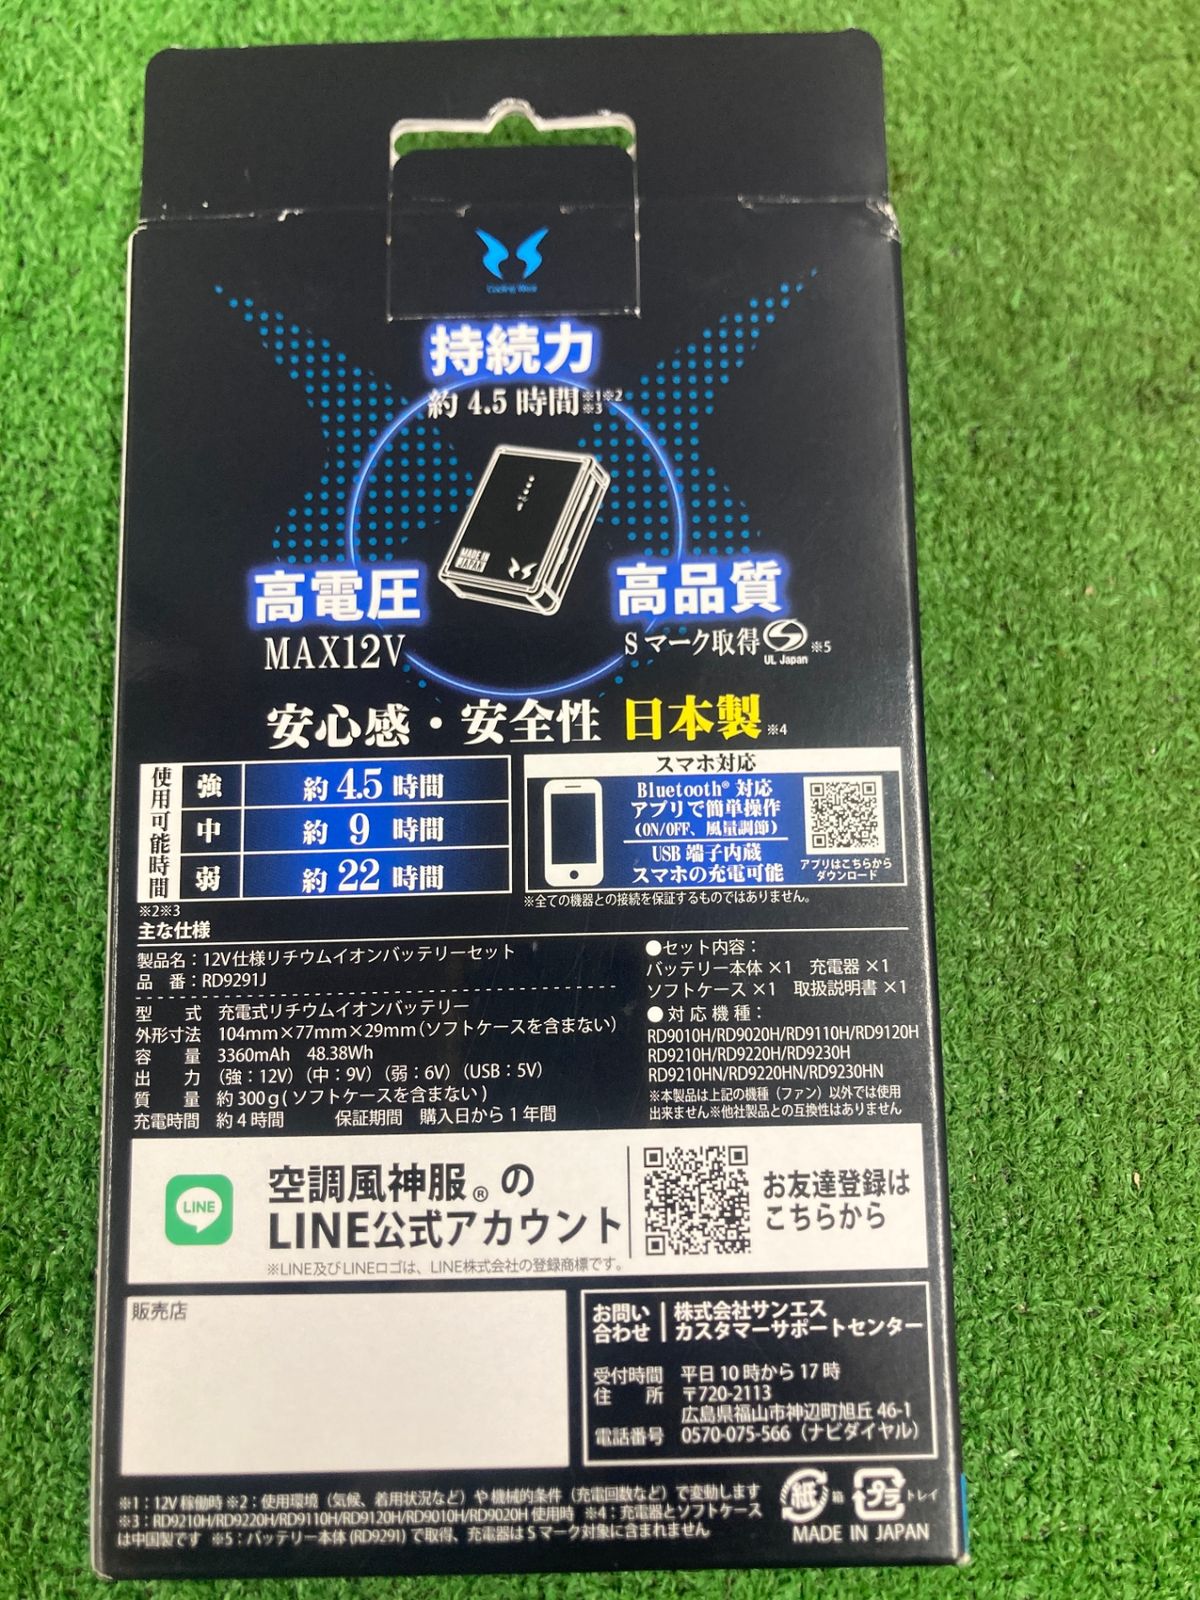 持続力
約4.5時間※1※2
※3
MADE IN
JAPAN
高電圧
MAX12V
高品質
Sマーク取得 ※5
UL Japan
安心感・安全性 日本製※4
使用可能時間
強 約4.5時間
中 約9時間
弱 約22時間
※2※3
スマホ対応
Bluetooth® 対応
アプリで簡単操作
(ON/OFF、風量調節)
USB 端子内蔵
スマホの充電可能
アプリはこちらから
ダウンロード
※全ての機器との接続を保証するものではありません。
主な仕様
製品名：12V仕様リチウムイオンバッテリーセット
品 番：RD9291J
型 式 充電式リチウムイオンバッテリー
外形寸法 104mm×77mm×29mm(ソフトケースを含まない)
容 量 3360mAh 48.38Wh
出 力 (強：12V) (中：9V) (弱：6V) (USB：5V)
質 量 約300g(ソフトケースを含まない)
充電時間 約4時間 保証期間 購入日から1年間
●セット内容：
バッテリー本体×1 充電器×1
ソフトケース×1 取扱説明書×1
●対応機種：
RD9010H/RD9020H/RD9110H/RD9120H
RD9210H/RD9220H/RD9230H
RD9210HN/RD9220HN/RD9230HN
※本製品は上記の機種（ファン）以外では使用
出来ません※他社製品との互換性はありません
LINE
空調風神服®の
LINE公式アカウント
※LINE及びLINEロゴは、LINE株式会社の登録商標です。
お友達登録は
こちらから
販売店
お問い
合わせ
株式会社サンエス
カスタマーサポートセンター
受付時間 平日10時から17時
住 所 〒720-2113
広島県福山市神辺町旭丘46-1
電話番号 0570-075-566（ナビダイヤル）
※1：12V稼働時 ※2：使用環境（気候、着用状況など）や機械的条件（充電回数など）で変動します
※3：RD9210H/RD9220H/RD9110H/RD9120H/RD9010H/RD9020H 使用時 ※4：充電器とソフトケース
は中国製です ※5：バッテリー本体(RD9291)で取得、充電器はSマーク対象に含まれません
紙 箱 プラ トレイ
MADE IN JAPAN